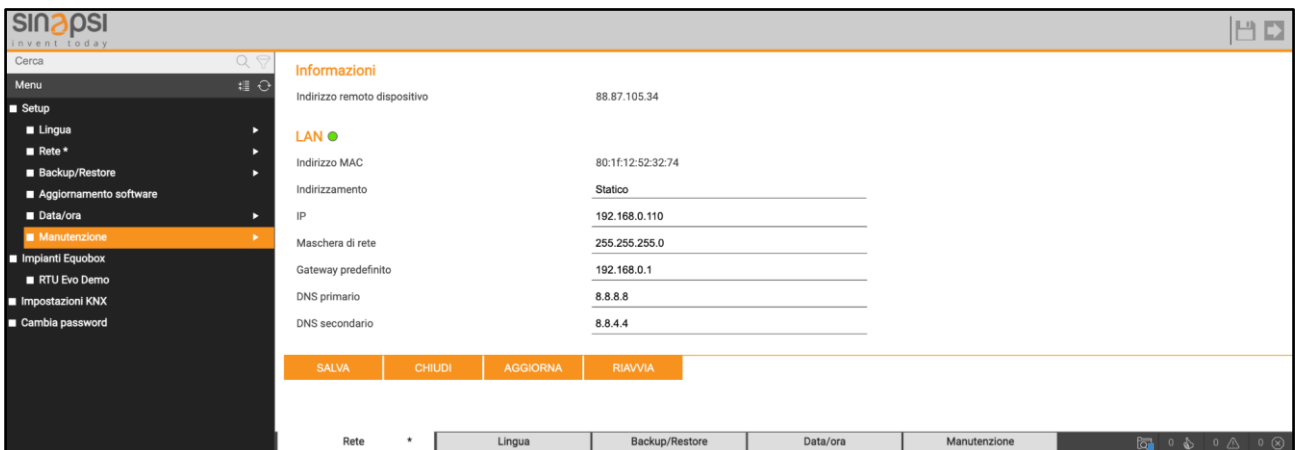 sinapsi
invent today
Cerca
Menu
Setup
Lingua
Rete *
Backup/Restore
Aggiornamento software
Data/ora
Manutenzione
Impianti Equobox
RTU Evo Demo
Impostazioni KNX
Cambia password
Informazioni
Indirizzo remoto dispositivo 88.87.105.34
LAN
Indirizzo MAC 80:1f:12:52:32:74
Indirizzamento Statico
IP 192.168.0.110
Maschera di rete 255.255.255.0
Gateway predefinito 192.168.0.1
DNS primario 8.8.8.8
DNS secondario 8.8.4.4
SALVA CHIUDI AGGIORNA RIAVVIA
Rete * Lingua Backup/Restore Data/ora Manutenzione 0 0 0